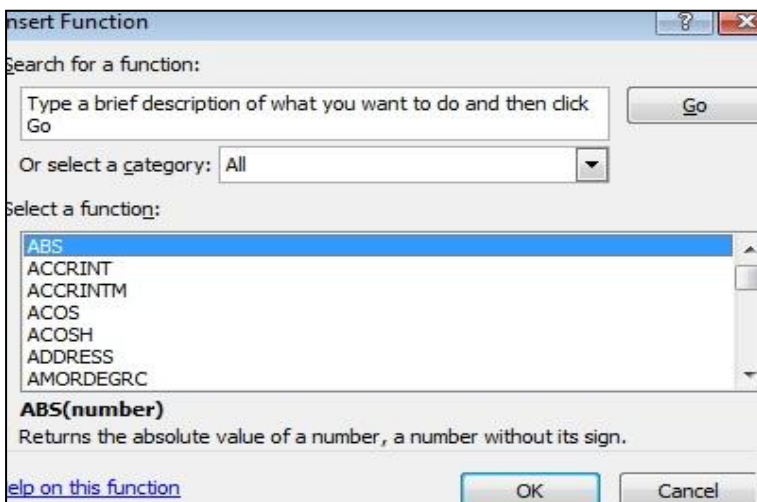 nsert Function
Search for a function:
Type a brief description of what you want to do and then click
Go
Go
Or select a category: All
Select a function:
ABS
ACCRINT
ACCRINTM
ACOS
ACOSH
ADDRESS
AMORDEGRC
ABS(number)
Returns the absolute value of a number, a number without its sign.
elp on this function
OK
Cancel